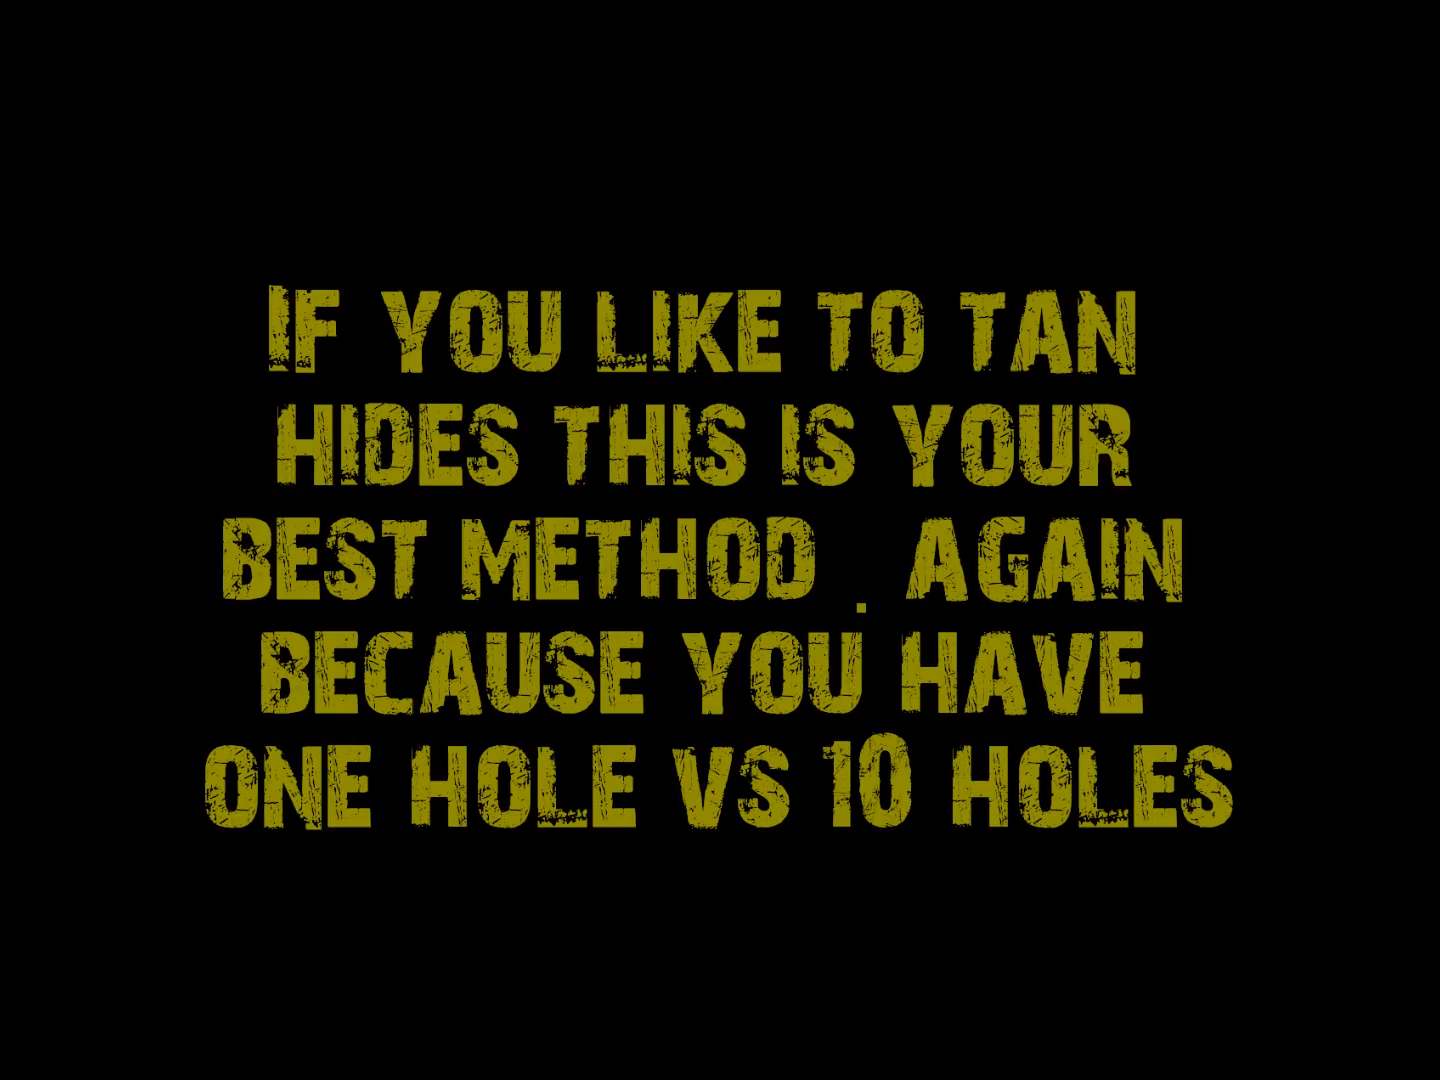 IF YOU LIKE TO TAN
HIDES THIS IS YOUR
BEST METHOD . AGAIN
BECAUSE YOU HAVE
ONE HOLE VS 10 HOLES